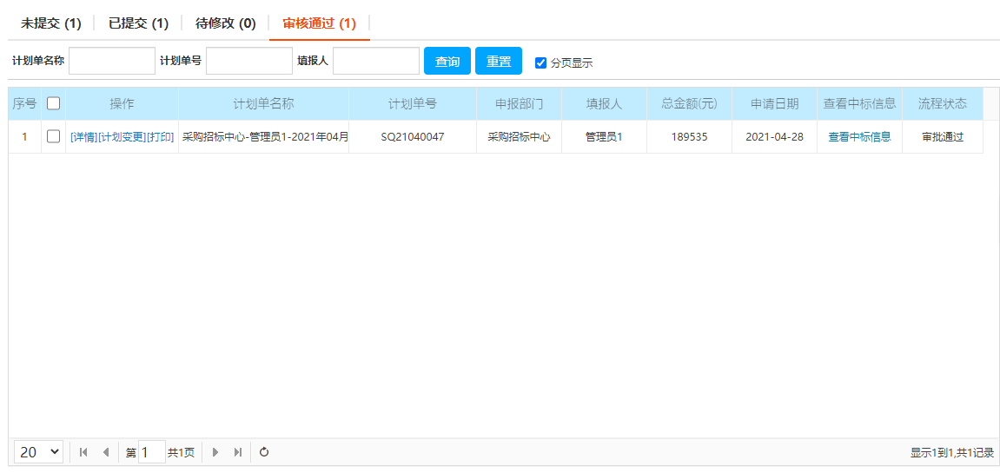 未提交 (1) 已提交 (1) 待修改 (0) 审核通过 (1)
计划单名称 计划单号 填报人 查询 重置 分页显示
序号 操作 计划单名称 计划单号 申报部门 填报人 总金额(元) 申请日期 查看中标信息 流程状态
1 [详情][计划变更][打印] 采购招标中心-管理员1-2021年04月 SQ21040047 采购招标中心 管理员1 189535 2021-04-28 查看中标信息 审批通过
20 第 1 共1页 显示1到1,共1记录